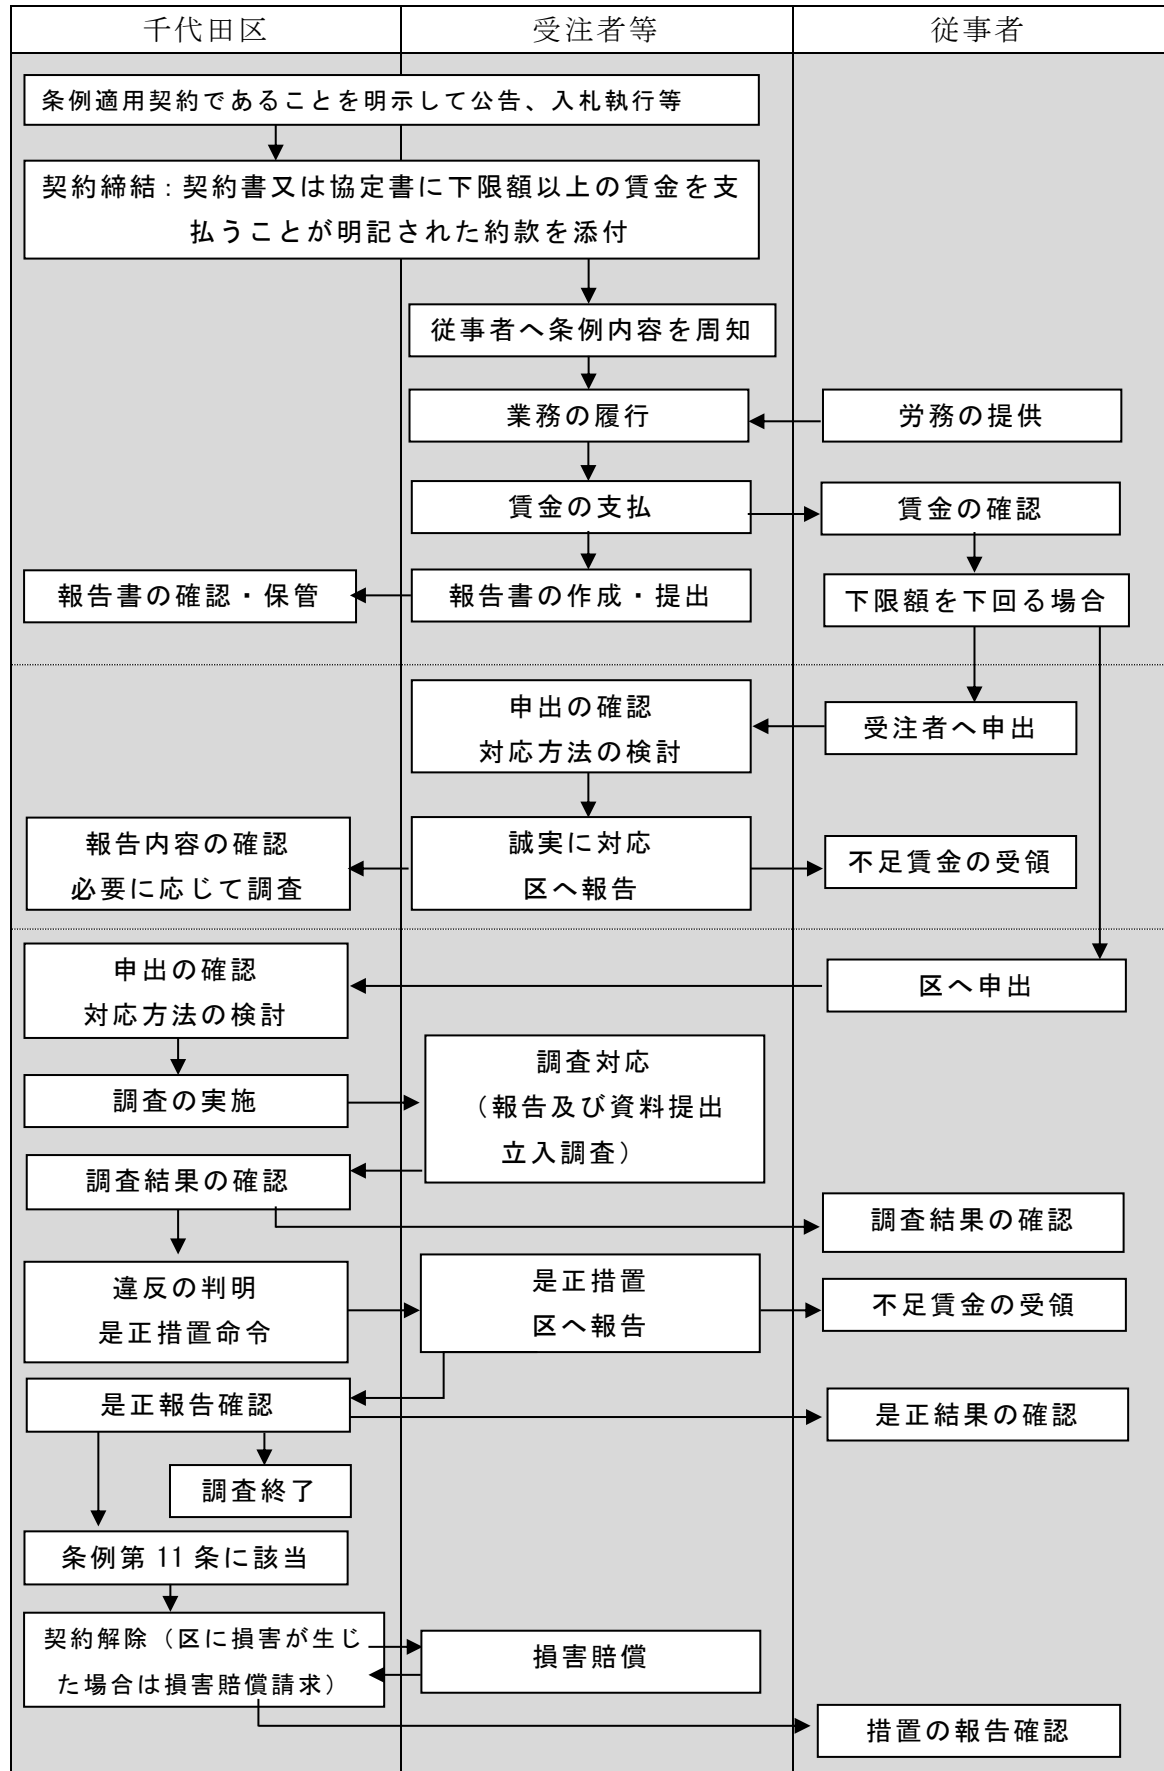 千代田区
受注者等
従事者
条例適用契約であることを明示して公告、入札執行等
契約締結：契約書又は協定書に下限額以上の賃金を支
払うことが明記された約款を添付
従事者へ条例内容を周知
業務の履行
労務の提供
賃金の支払
賃金の確認
報告書の確認・保管
報告書の作成・提出
下限額を下回る場合
申出の確認
対応方法の検討
受注者へ申出
報告内容の確認
必要に応じて調査
誠実に対応
区へ報告
不足賃金の受領
申出の確認
対応方法の検討
区へ申出
調査の実施
調査対応
（報告及び資料提出
立入調査）
調査結果の確認
調査結果の確認
違反の判明
是正措置命令
是正措置
区へ報告
不足賃金の受領
是正報告確認
是正結果の確認
調査終了
条例第 11 条に該当
契約解除（区に損害が生じ
た場合は損害賠償請求）
損害賠償
措置の報告確認